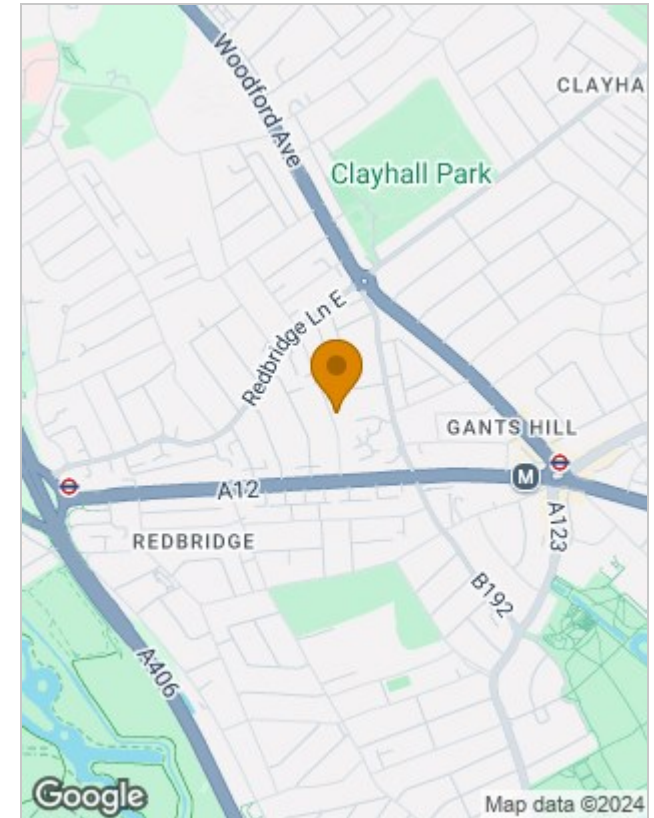 Woodford Ave
CLAYHA
Clayhall Park
Redbridge Ln E
GANTS HILL
M
A12
A123
REDBRIDGE
B192
A406
Google
Map data ©2024